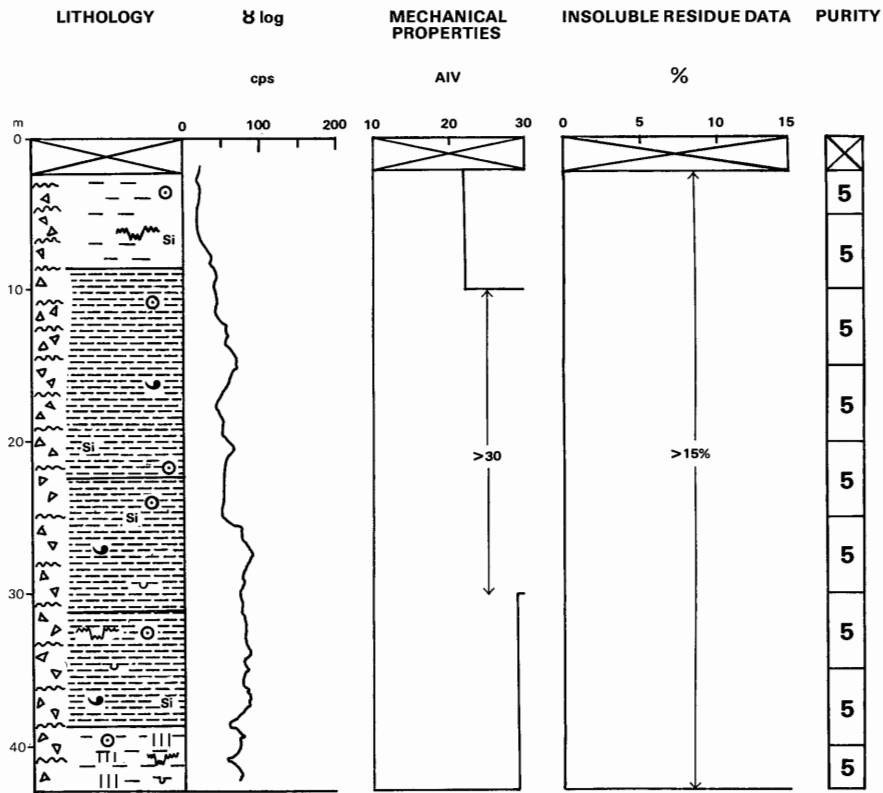 LITHOLOGY
ɣ log
MECHANICAL
PROPERTIES
INSOLUBLE RESIDUE DATA
PURITY
cps
AIV
%
m
0 100 200
10 20 30
0 5 10 15
0
5
Si
5
10
5
5
20
Si
>30
>15%
5
Si
5
30
5
Si
5
40
5